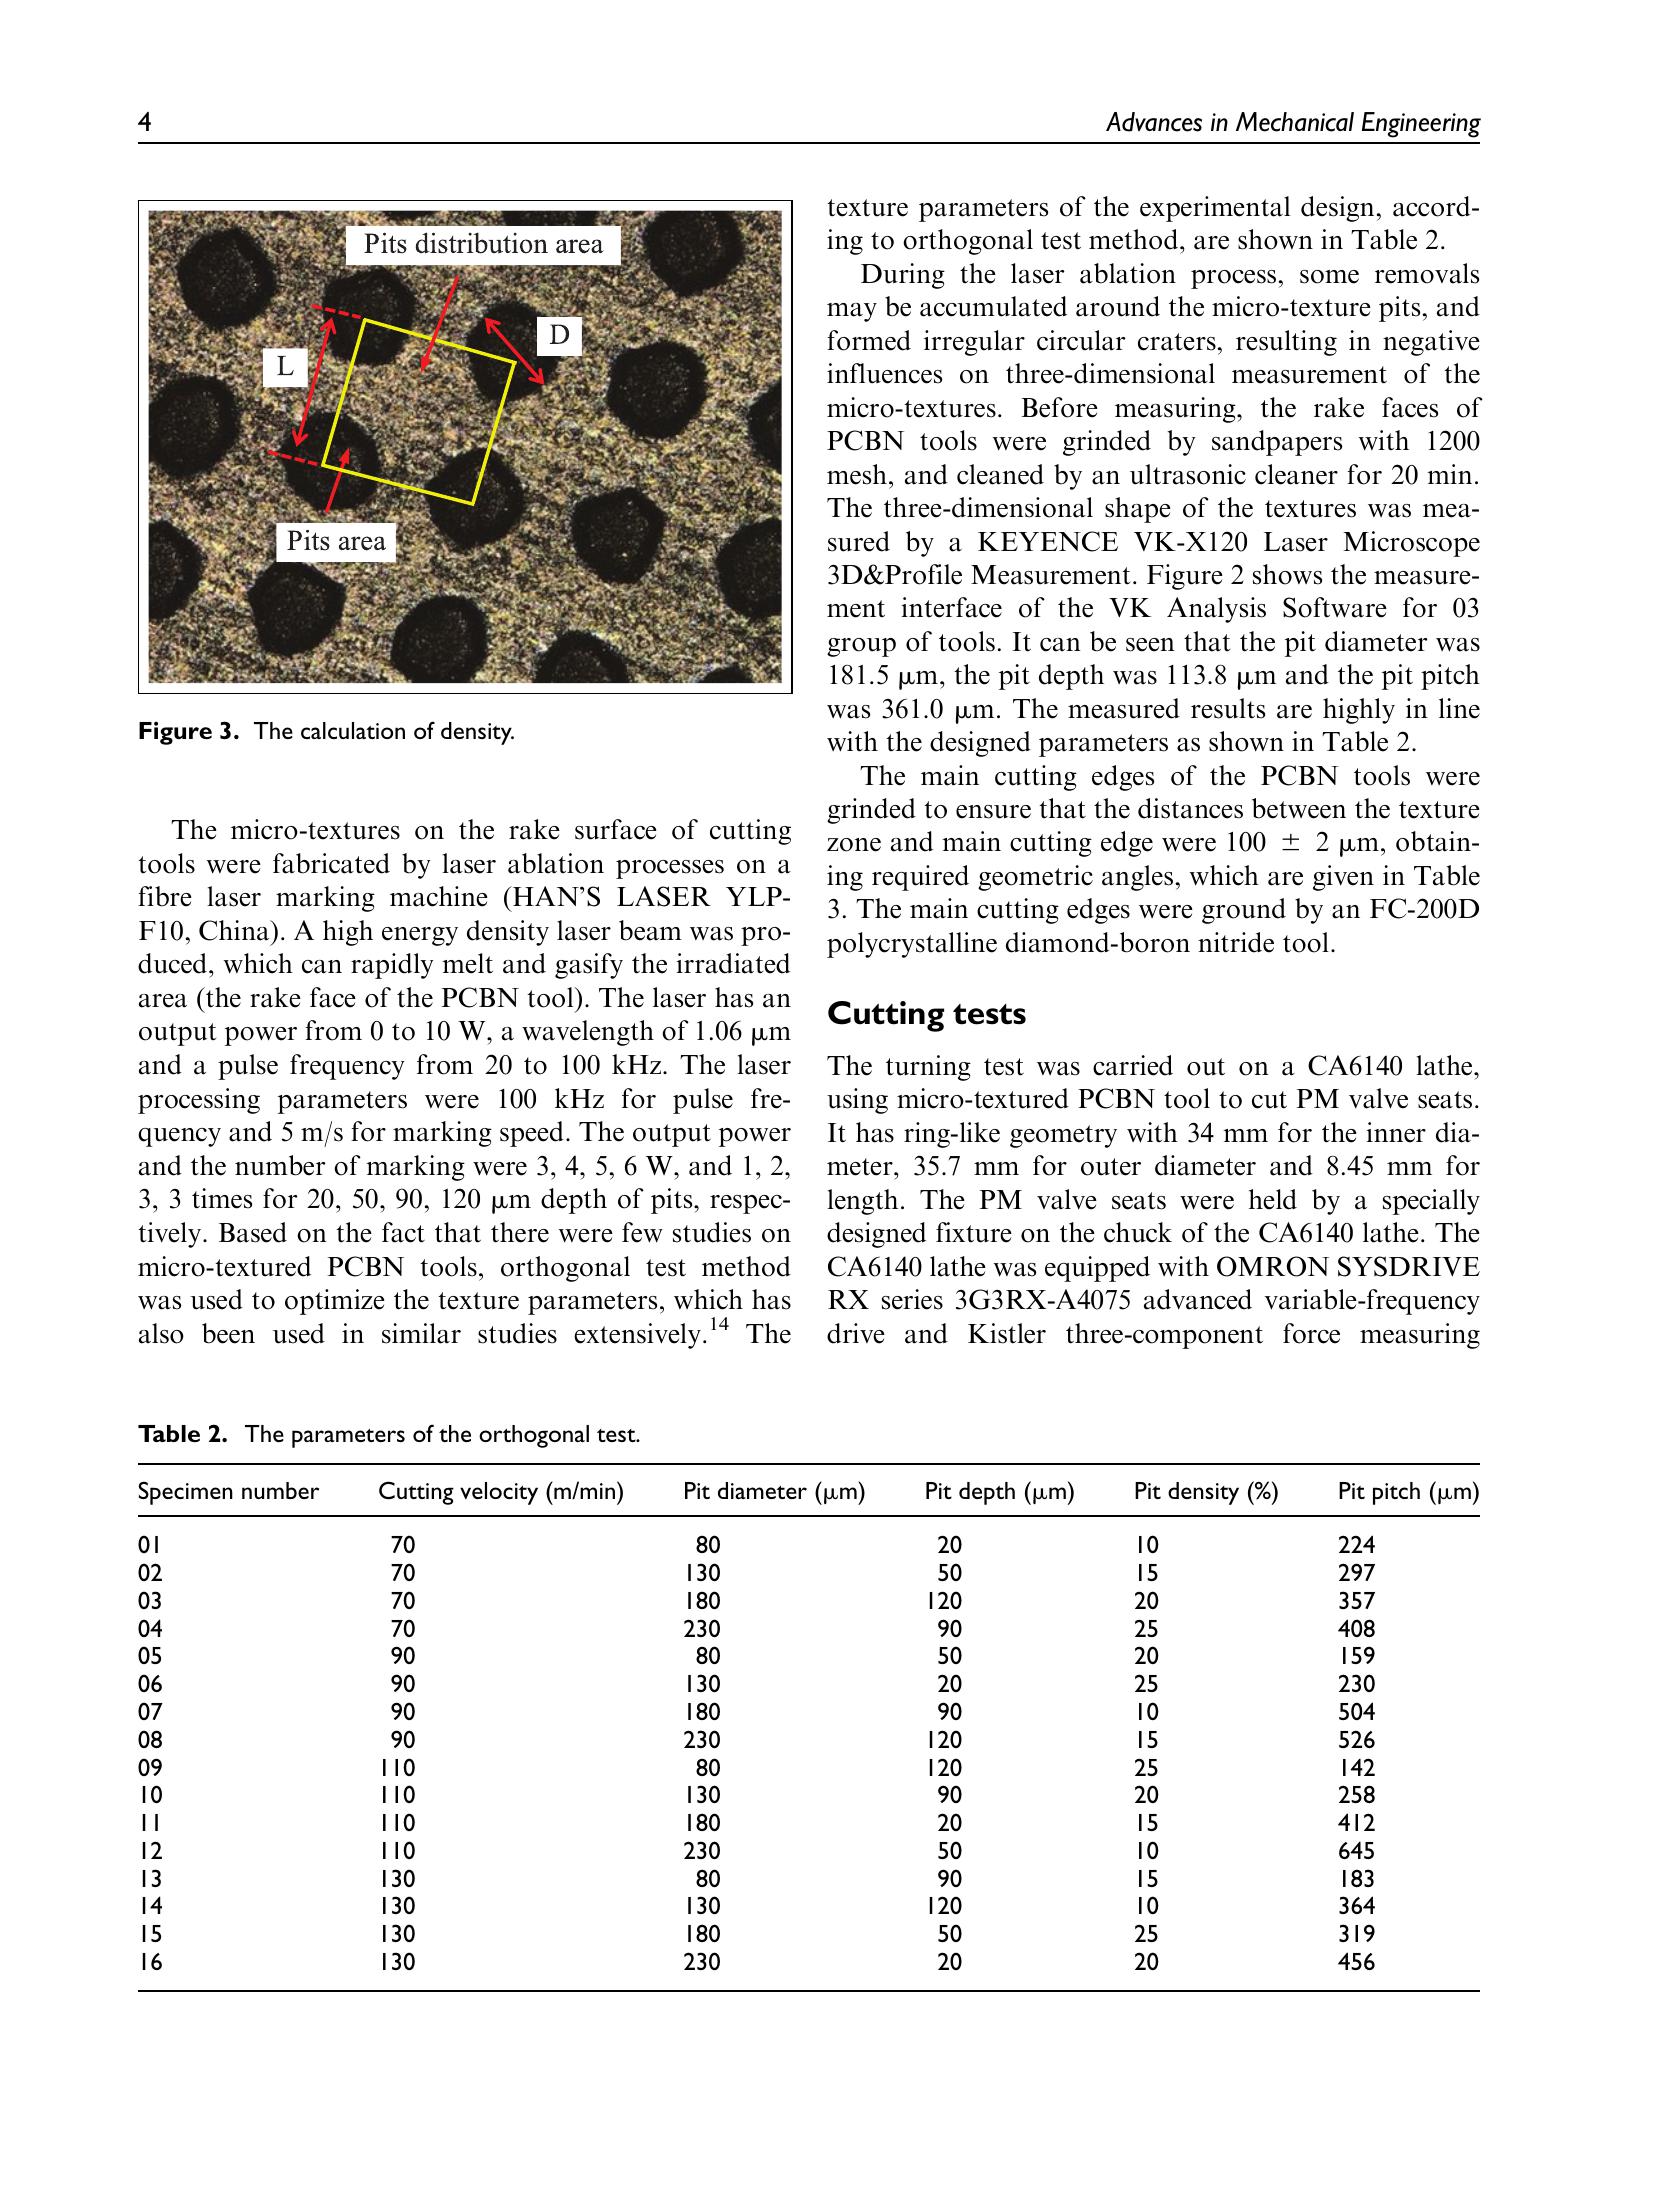 4
Advances in Mechanical Engineering
Pits distribution area
L
D
Pits area
Figure 3. The calculation of density.
The micro-textures on the rake surface of cutting
tools were fabricated by laser ablation processes on a
fibre laser marking machine (HAN'S LASER YLP-
F10, China). A high energy density laser beam was pro-
duced, which can rapidly melt and gasify the irradiated
area (the rake face of the PCBN tool). The laser has an
output power from 0 to 10 W, a wavelength of 1.06 μm
and a pulse frequency from 20 to 100 kHz. The laser
processing parameters were 100 kHz for pulse fre-
quency and 5 m/s for marking speed. The output power
and the number of marking were 3, 4, 5, 6 W, and 1, 2,
3, 3 times for 20, 50, 90, 120 μm depth of pits, respec-
tively. Based on the fact that there were few studies on
micro-textured PCBN tools, orthogonal test method
was used to optimize the texture parameters, which has
also been used in similar studies extensively.14 The
texture parameters of the experimental design, accord-
ing to orthogonal test method, are shown in Table 2.
During the laser ablation process, some removals
may be accumulated around the micro-texture pits, and
formed irregular circular craters, resulting in negative
influences on three-dimensional measurement of the
micro-textures. Before measuring, the rake faces of
PCBN tools were grinded by sandpapers with 1200
mesh, and cleaned by an ultrasonic cleaner for 20 min.
The three-dimensional shape of the textures was mea-
sured by a KEYENCE VK-X120 Laser Microscope
3D&Profile Measurement. Figure 2 shows the measure-
ment interface of the VK Analysis Software for 03
group of tools. It can be seen that the pit diameter was
181.5 μm, the pit depth was 113.8 μm and the pit pitch
was 361.0 μm. The measured results are highly in line
with the designed parameters as shown in Table 2.
The main cutting edges of the PCBN tools were
grinded to ensure that the distances between the texture
zone and main cutting edge were 100 ± 2 μm, obtain-
ing required geometric angles, which are given in Table
3. The main cutting edges were ground by an FC-200D
polycrystalline diamond-boron nitride tool.
Cutting tests
The turning test was carried out on a CA6140 lathe,
using micro-textured PCBN tool to cut PM valve seats.
It has ring-like geometry with 34 mm for the inner dia-
meter, 35.7 mm for outer diameter and 8.45 mm for
length. The PM valve seats were held by a specially
designed fixture on the chuck of the CA6140 lathe. The
CA6140 lathe was equipped with OMRON SYSDRIVE
RX series 3G3RX-A4075 advanced variable-frequency
drive and Kistler three-component force measuring
Table 2. The parameters of the orthogonal test.
Specimen number Cutting velocity (m/min) Pit diameter (μm) Pit depth (μm) Pit density (%) Pit pitch (μm)
01 70 80 20 10 224
02 70 130 50 15 297
03 70 180 120 20 357
04 70 230 90 25 408
05 90 80 50 20 159
06 90 130 20 25 230
07 90 180 90 10 504
08 90 230 120 15 526
09 110 80 120 25 142
10 110 130 90 20 258
11 110 180 20 15 412
12 110 230 50 10 645
13 130 80 90 15 183
14 130 130 120 10 364
15 130 180 50 25 319
16 130 230 20 20 456